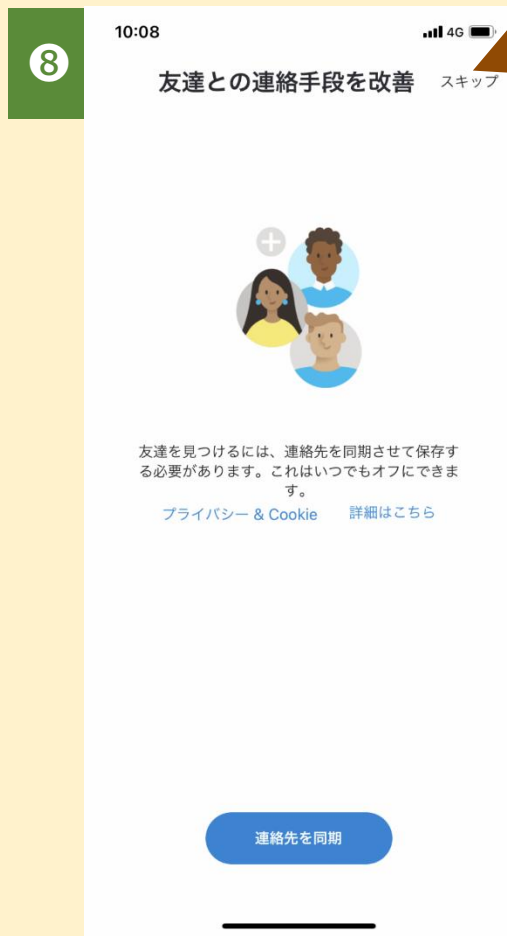 ❽
10:08
4G
友達との連絡手段を改善
スキップ
友達を見つけるには、連絡先を同期させて保存す
る必要があります。これはいつでもオフにできま
す。
プライバシー & Cookie 詳細はこちら
連絡先を同期